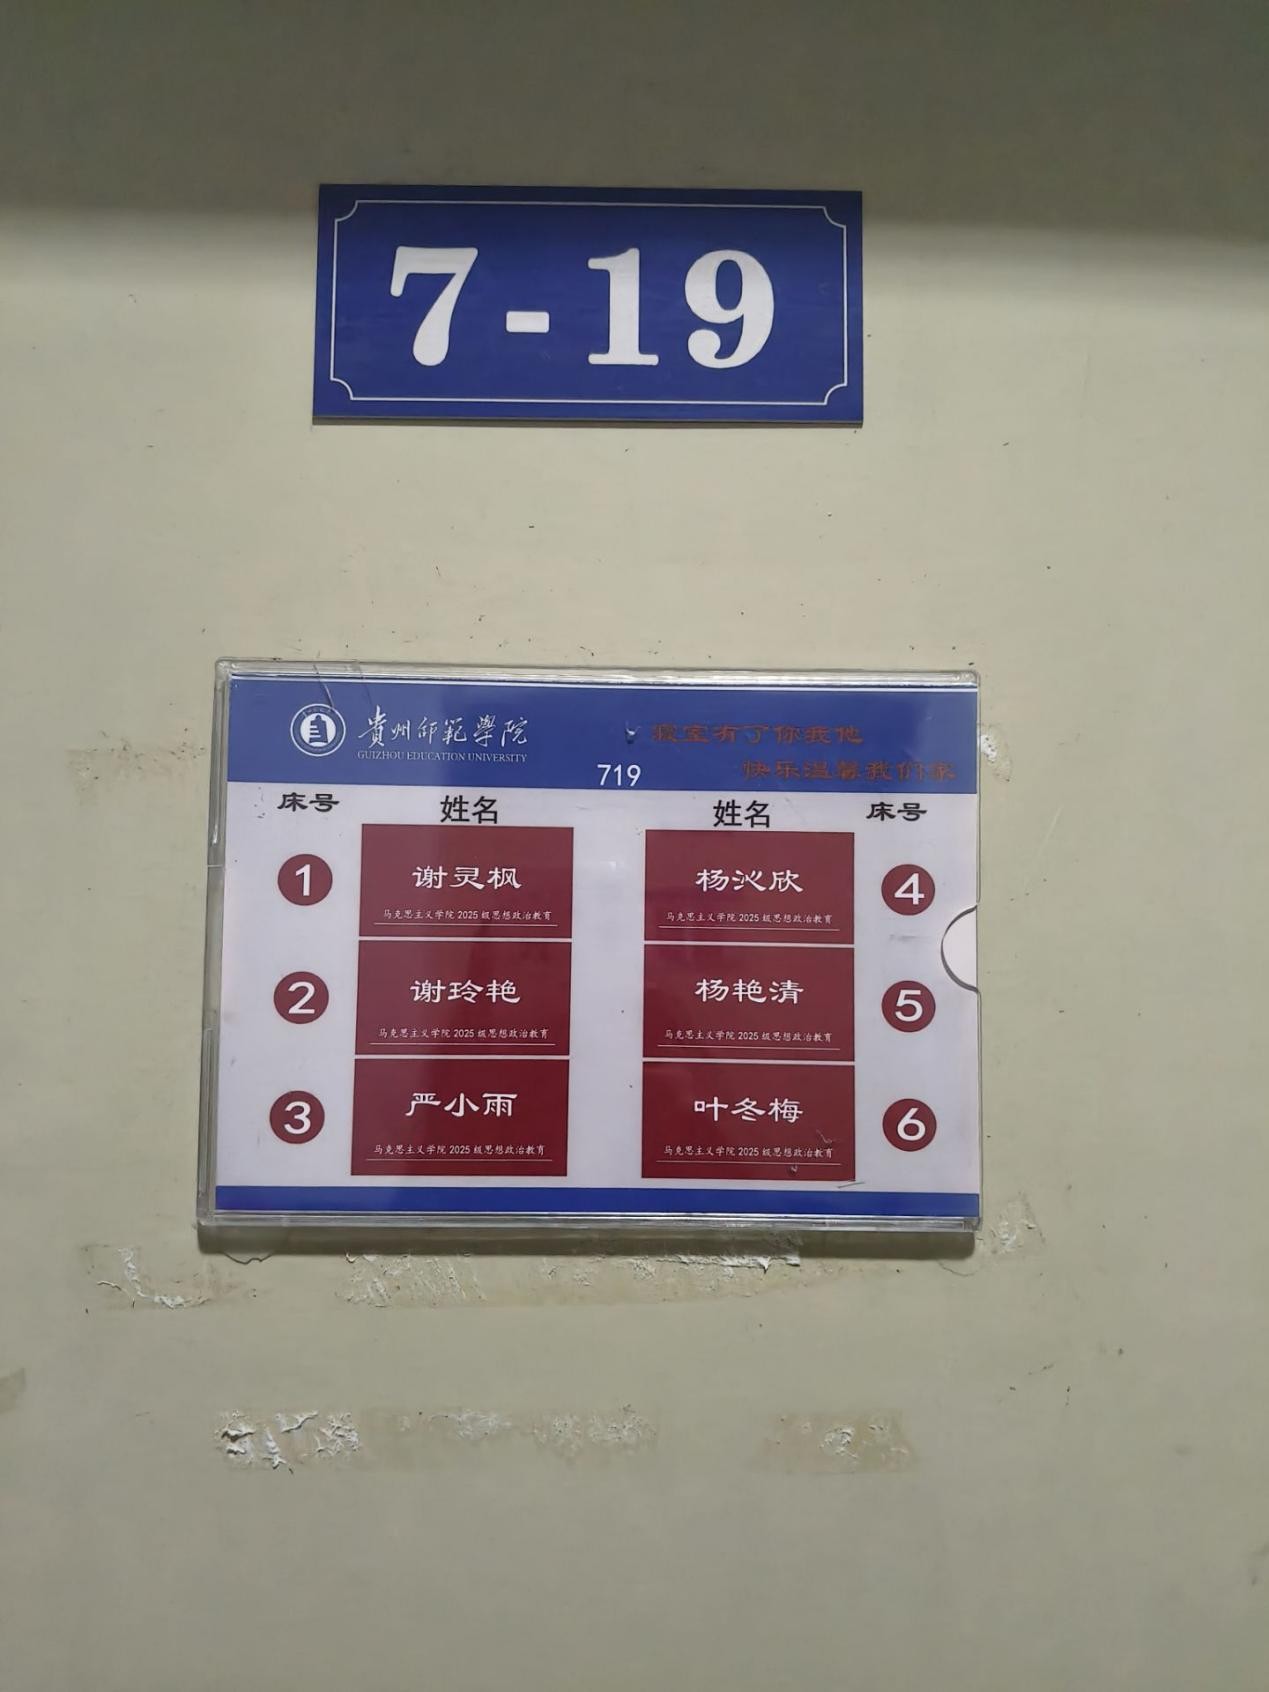 7-19
貴州师範學院
GUIZHOU EDUCATION UNIVERSITY
寝室有了你我他
快乐温馨我们家
719
床号 姓名 姓名 床号
1 谢灵枫 杨沁欣 4
马克思主义学院 2025 级思想政治教育 马克思主义学院 2025 级思想政治教育
2 谢玲艳 杨艳清 5
马克思主义学院 2025 级思想政治教育 马克思主义学院 2025 级思想政治教育
3 严小雨 叶冬梅 6
马克思主义学院 2025 级思想政治教育 马克思主义学院 2025 级思想政治教育